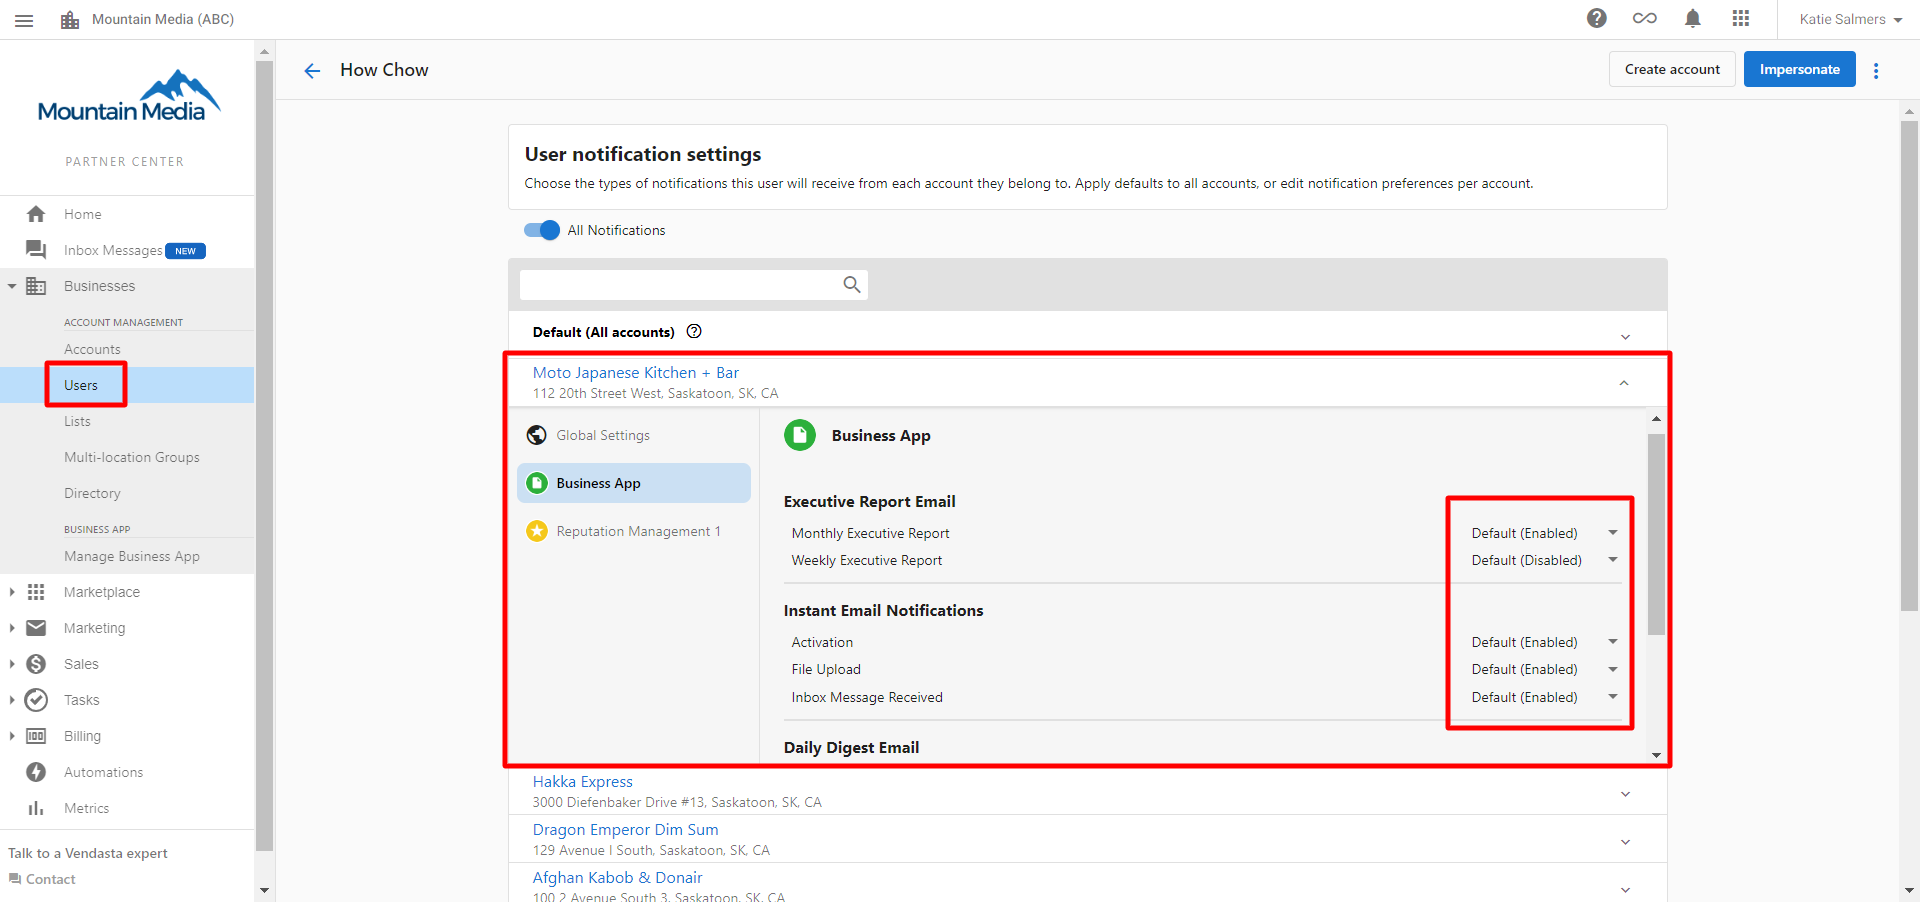 Mountain Media (ABC)
Katie Salmers
Mountain Media
PARTNER CENTER
Home
Inbox Messages NEW
Businesses
ACCOUNT MANAGEMENT
Accounts
Users
Lists
Multi-location Groups
Directory
BUSINESS APP
Manage Business App
Marketplace
Marketing
Sales
Tasks
Billing
Automations
Metrics
Talk to a Vendasta expert
Contact
How Chow
Create account
Impersonate
User notification settings
Choose the types of notifications this user will receive from each account they belong to. Apply defaults to all accounts, or edit notification preferences per account.
All Notifications
Default (All accounts)
Moto Japanese Kitchen + Bar
112 20th Street West, Saskatoon, SK, CA
Global Settings
Business App
Reputation Management 1
Business App
Executive Report Email
Monthly Executive Report Default (Enabled)
Weekly Executive Report Default (Disabled)
Instant Email Notifications
Activation Default (Enabled)
File Upload Default (Enabled)
Inbox Message Received Default (Enabled)
Daily Digest Email
Hakka Express
3000 Diefenbaker Drive #13, Saskatoon, SK, CA
Dragon Emperor Dim Sum
129 Avenue I South, Saskatoon, SK, CA
Afghan Kabob & Donair
100 2 Avenue South 3, Saskatoon, SK, CA